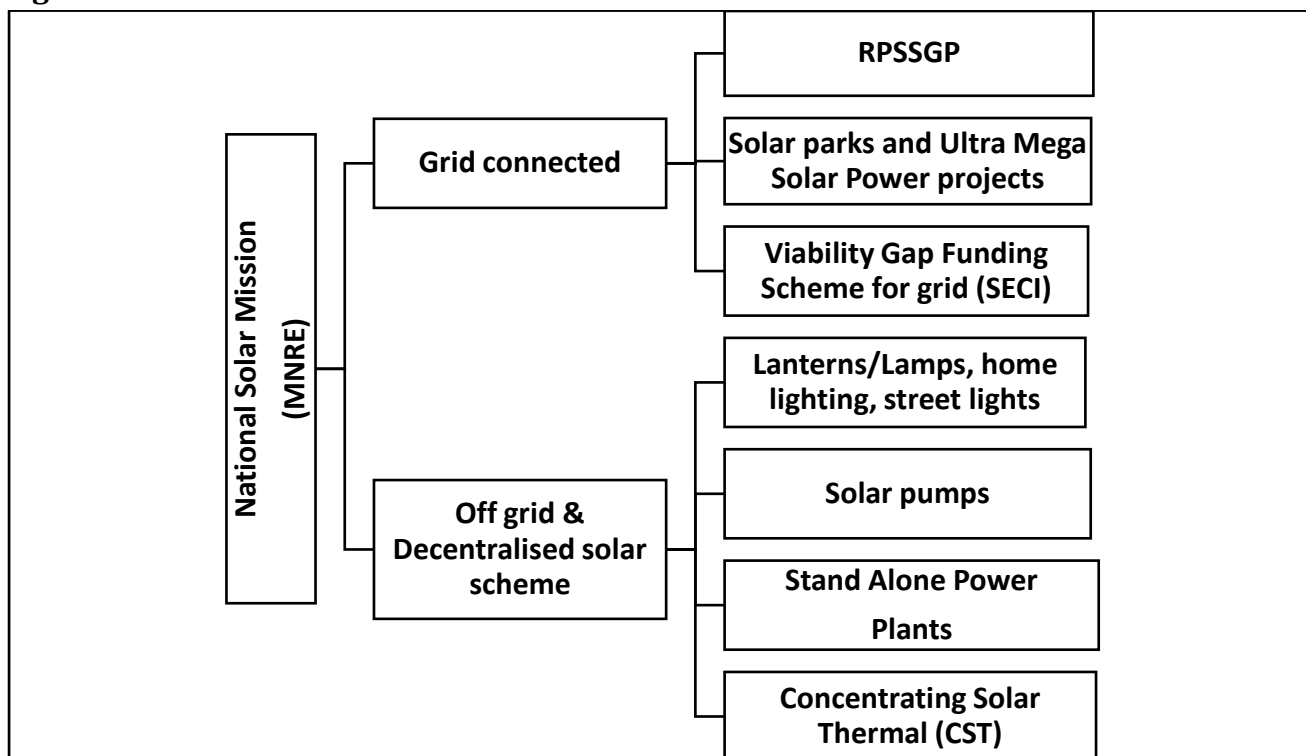 National Solar Mission
(MNRE)
Grid connected
RPSSGP
Solar parks and Ultra Mega
Solar Power projects
Viability Gap Funding
Scheme for grid (SECI)
Off grid &
Decentralised solar
scheme
Lanterns/Lamps, home
lighting, street lights
Solar pumps
Stand Alone Power
Plants
Concentrating Solar
Thermal (CST)